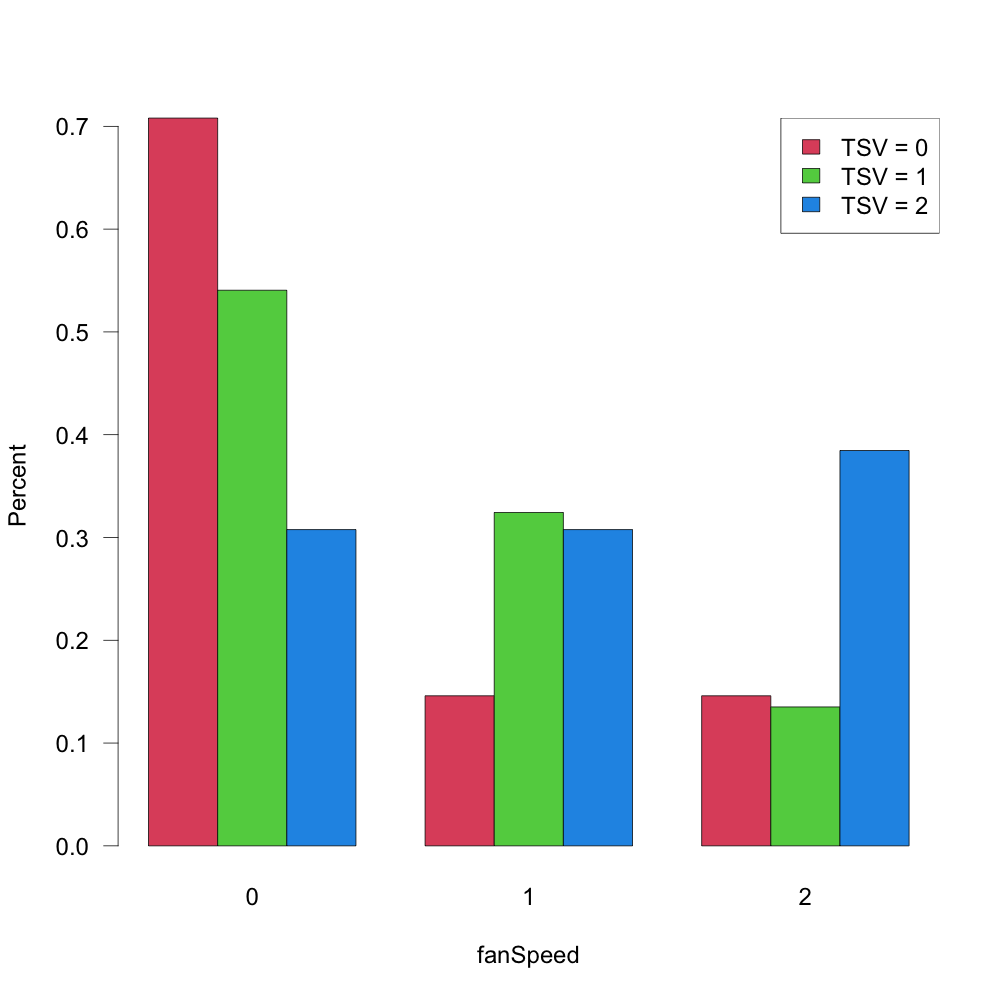 0.7
0.6
0.5
0.4
0.3
0.2
0.1
0.0
Percent
TSV = 0
TSV = 1
TSV = 2
0 1 2
fanSpeed